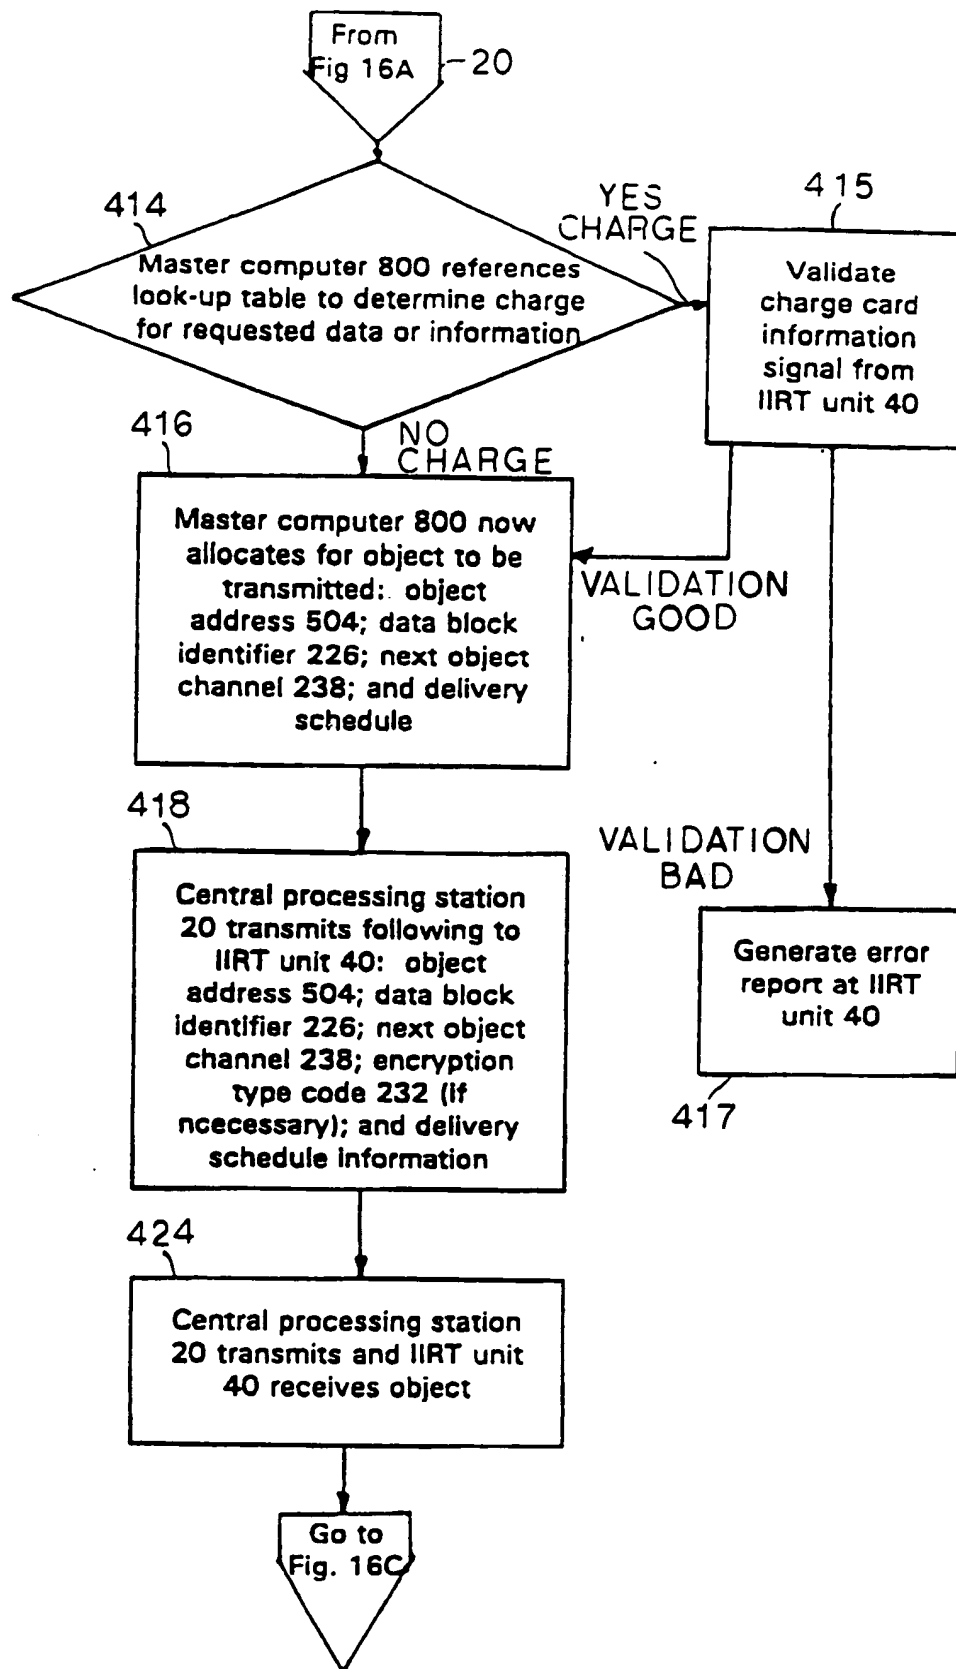 From
Fig 16A
20
414
Master computer 800 references
look-up table to determine charge
for requested data or information
YES
CHARGE
415
Validate
charge card
information
signal from
IIRT unit 40
NO
CHARGE
416
Master computer 800 now
allocates for object to be
transmitted: object
address 504; data block
identifier 226; next object
channel 238; and delivery
schedule
VALIDATION
GOOD
418
Central processing station
20 transmits following to
IIRT unit 40: object
address 504; data block
identifier 226; next object
channel 238; encryption
type code 232 (if
ncecessary); and delivery
schedule information
VALIDATION
BAD
Generate error
report at IIRT
unit 40
417
424
Central processing station
20 transmits and IIRT unit
40 receives object
Go to
Fig. 16C